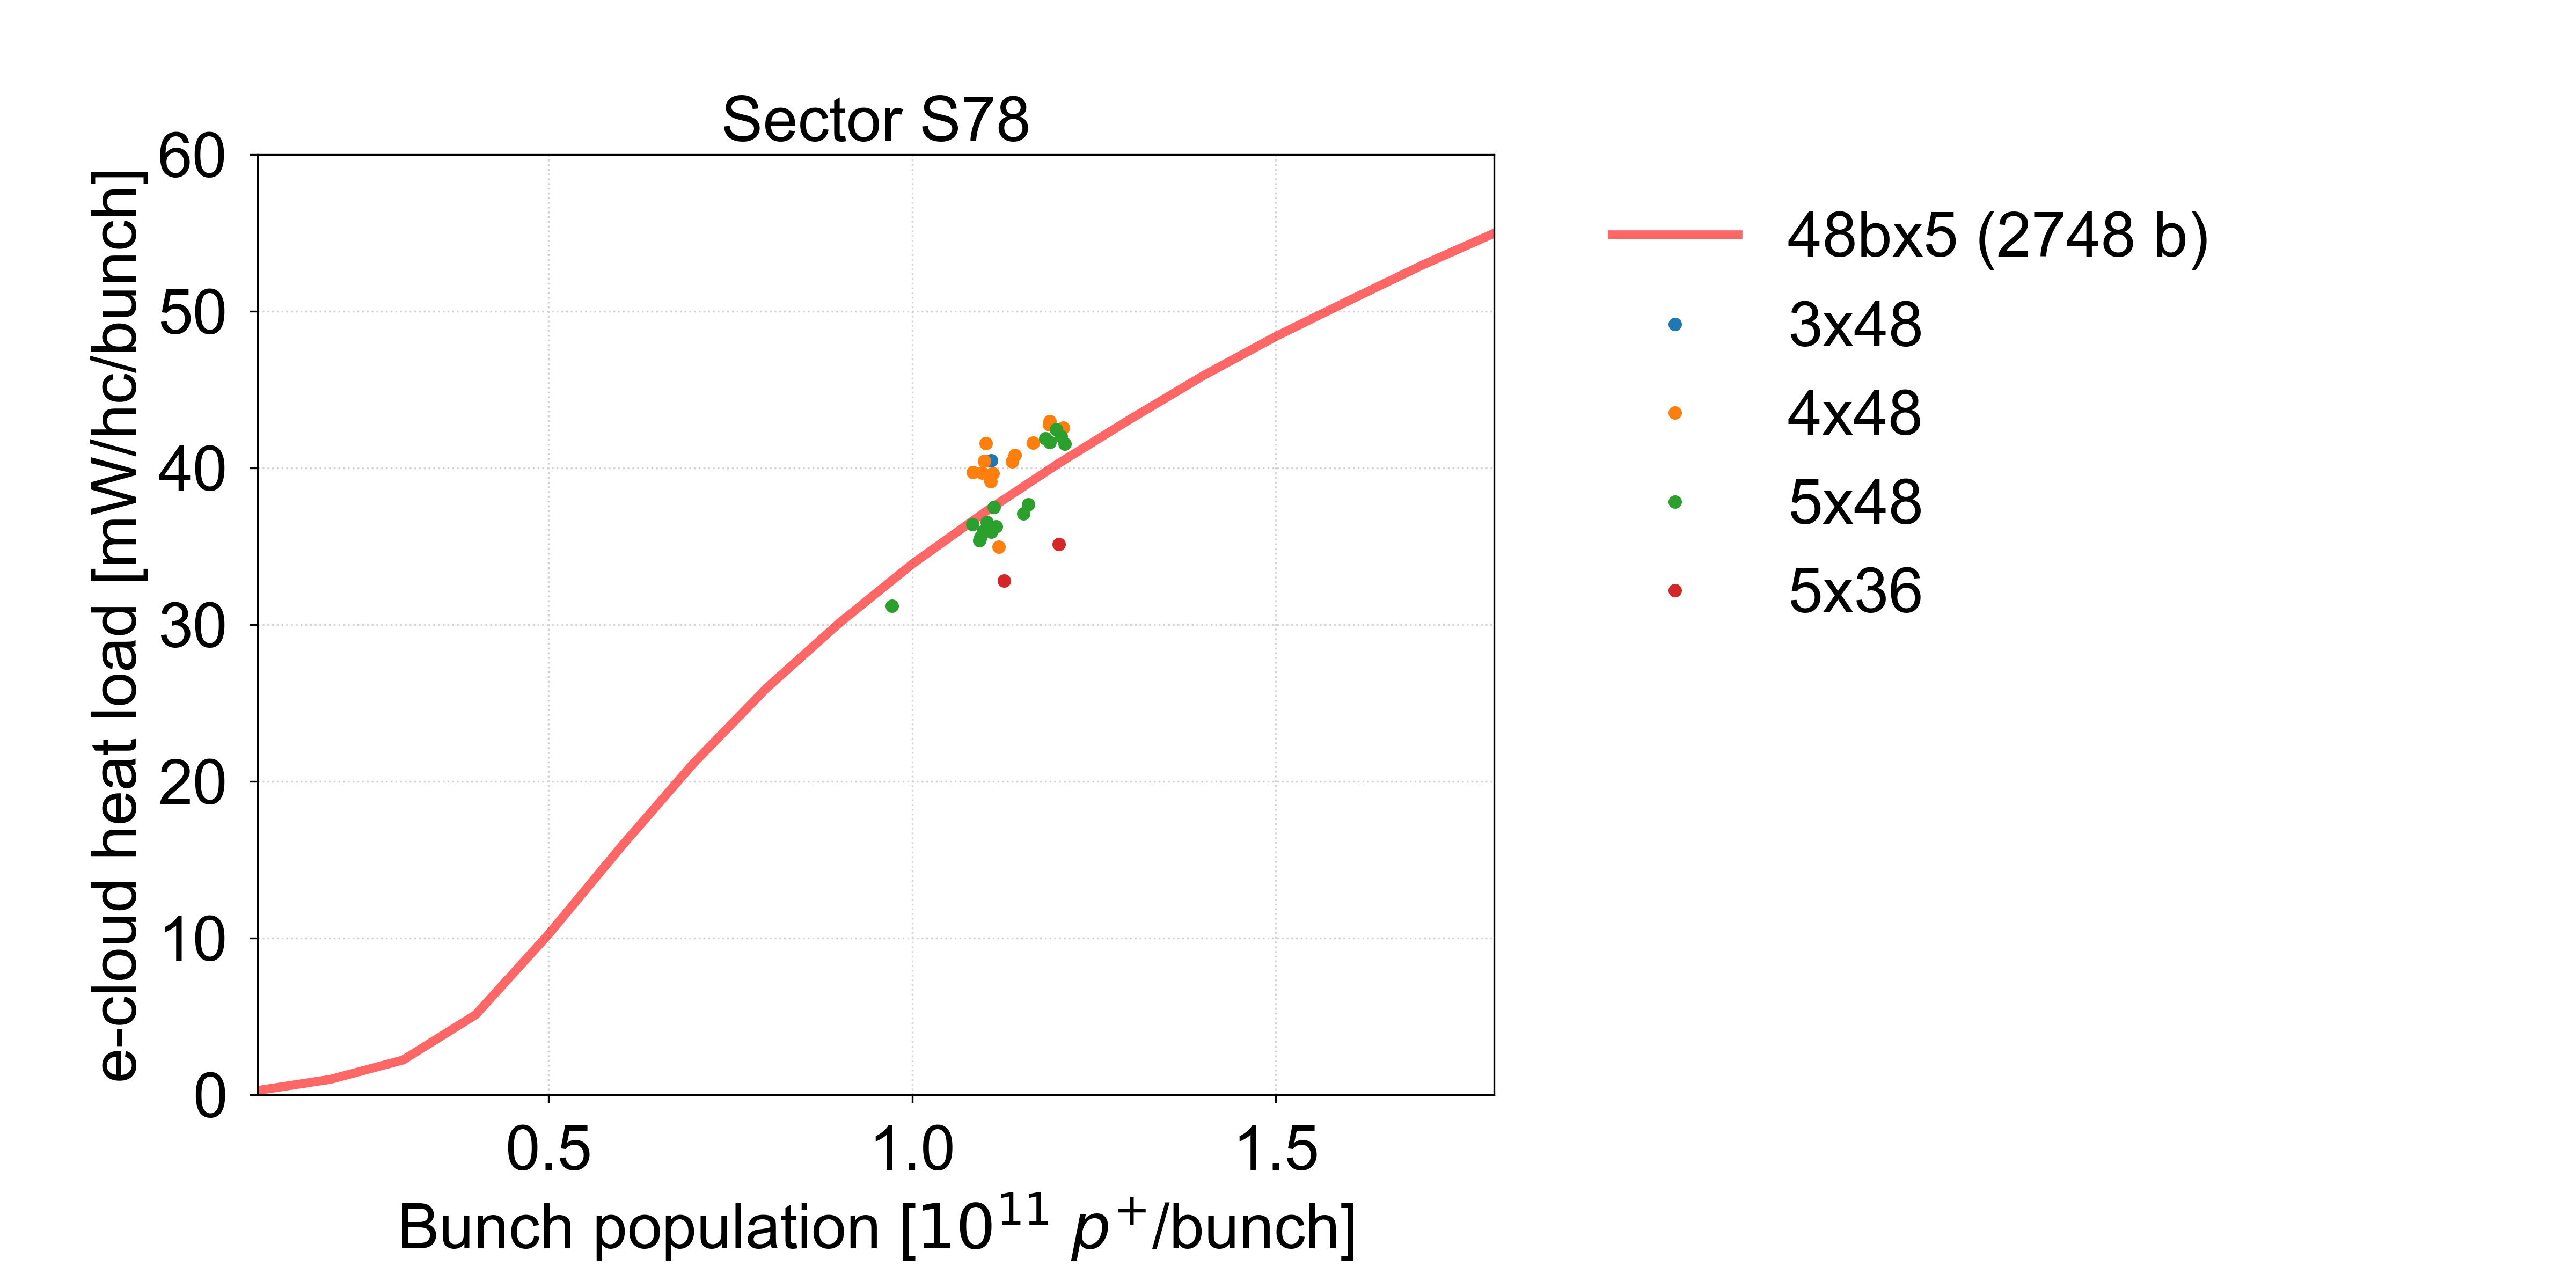 Sector S78
60
50
40
30
20
10
0
e-cloud heat load [mW/hc/bunch]
0.5 1.0 1.5
Bunch population [10¹¹ p⁺/bunch]
48bx5 (2748 b)
3x48
4x48
5x48
5x36